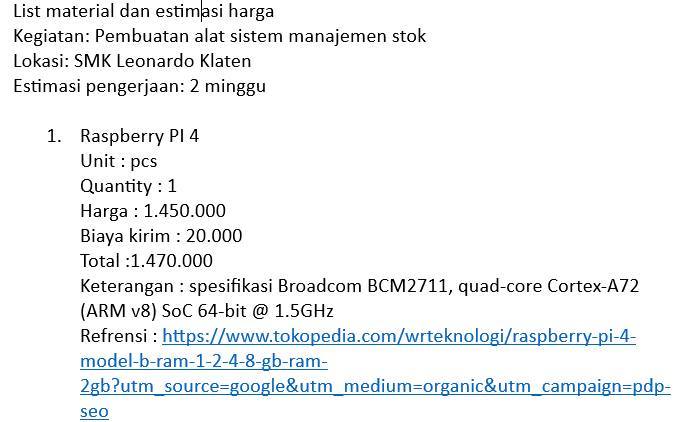 List material dan estimasi harga
Kegiatan: Pembuatan alat sistem manajemen stok
Lokasi: SMK Leonardo Klaten
Estimasi pengerjaan: 2 minggu
1. Raspberry PI 4
Unit : pcs
Quantity : 1
Harga : 1.450.000
Biaya kirim : 20.000
Total :1.470.000
Keterangan : spesifikasi Broadcom BCM2711, quad-core Cortex-A72
(ARM v8) SoC 64-bit @ 1.5GHz
Refrensi : https://www.tokopedia.com/wrteknologi/raspberry-pi-4-
model-b-ram-1-2-4-8-gb-ram-
2gb?utm_source=google&utm_medium=organic&utm_campaign=pdp-
seo